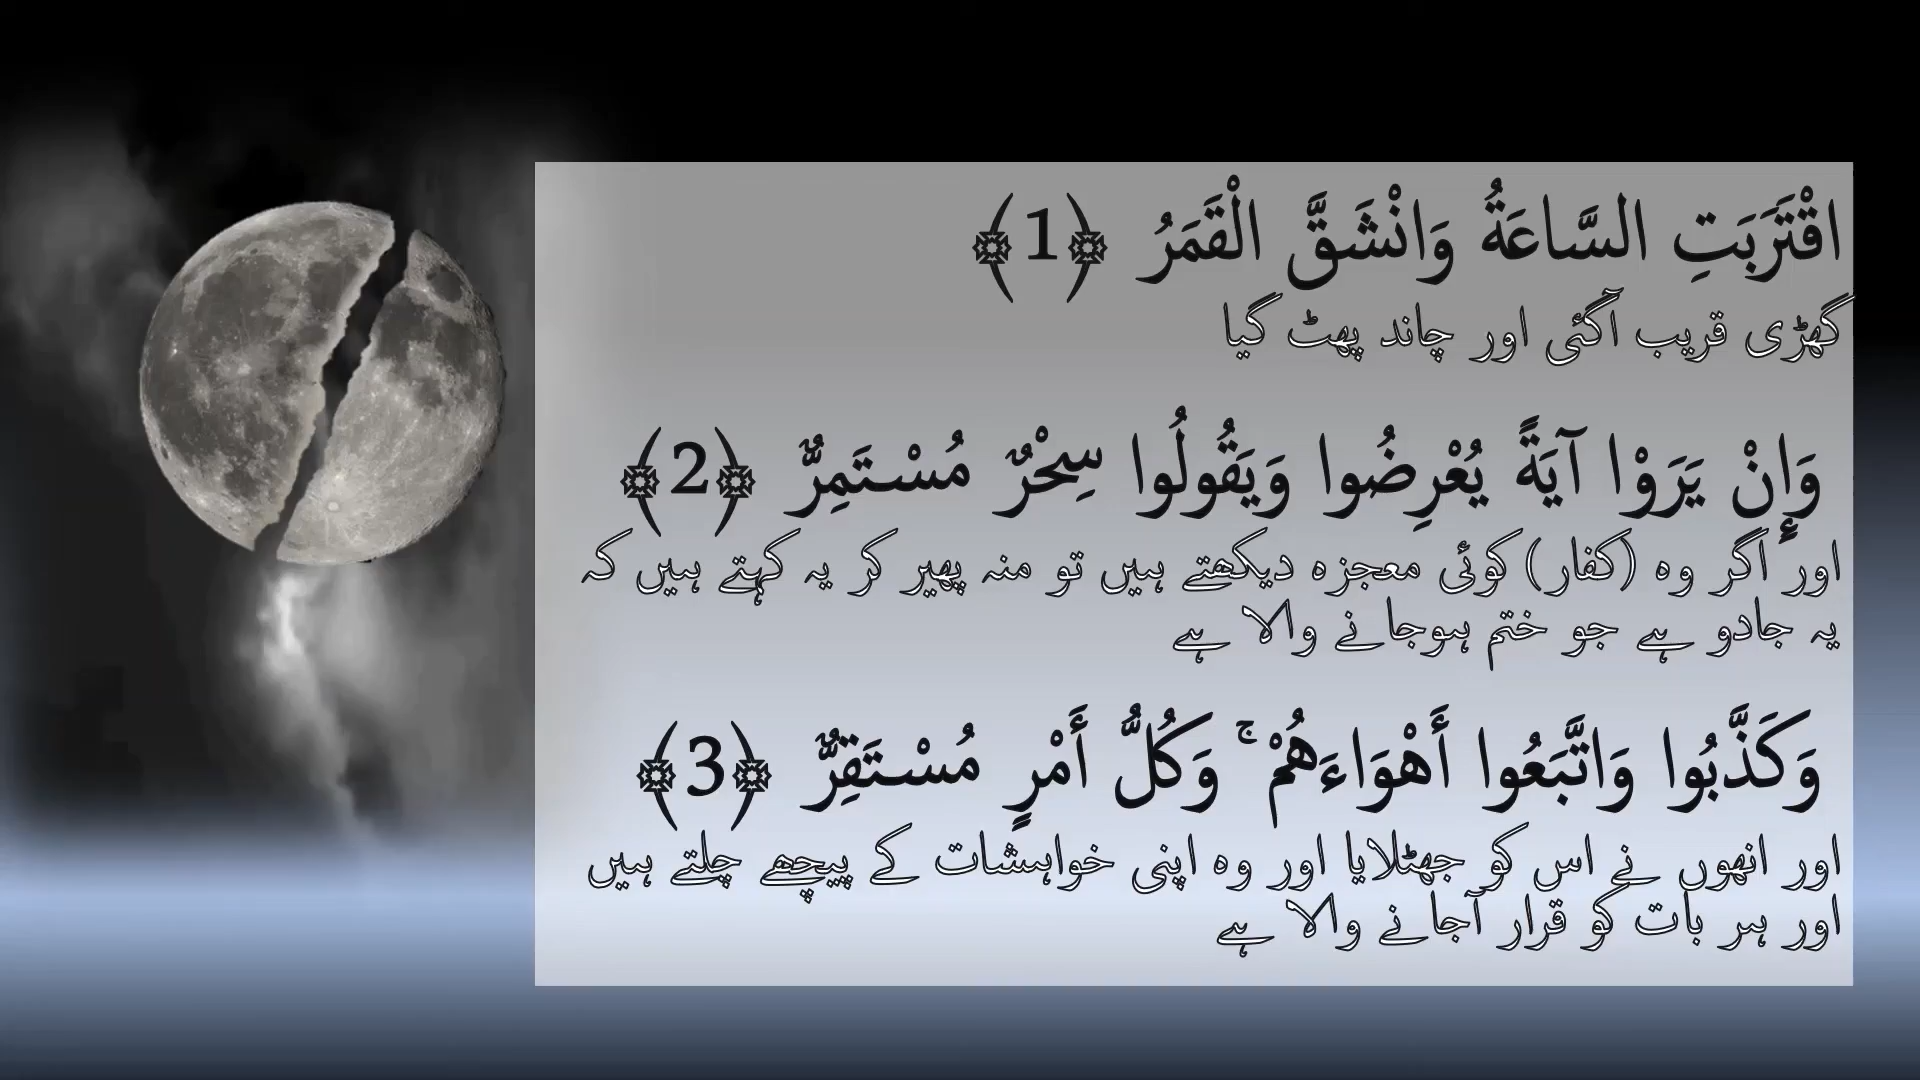 اقْتَرَبَتِ السَّاعَةُ وَانْشَقَّ الْقَمَرُ ﴿1﴾
گھڑی قریب آگئی اور چاند پھٹ گیا
وَإِنْ يَرَوْا آيَةً يُعْرِضُوا وَيَقُولُوا سِحْرٌ مُسْتَمِرٌّ ﴿2﴾
اور اگر وہ (کفار) کوئی معجزہ دیکھتے ہیں تو منہ پھیر کر یہ کہتے ہیں کہ
یہ جادو ہے جو ختم ہوجانے والا ہے
وَكَذَّبُوا وَاتَّبَعُوا أَهْوَاءَهُمْ ۚ وَكُلُّ أَمْرٍ مُسْتَقِرٌّ ﴿3﴾
اور انھوں نے اس کو جھٹلایا اور وہ اپنی خواہشات کے پیچھے چلتے ہیں
اور ہر بات کو قرار آجانے والا ہے